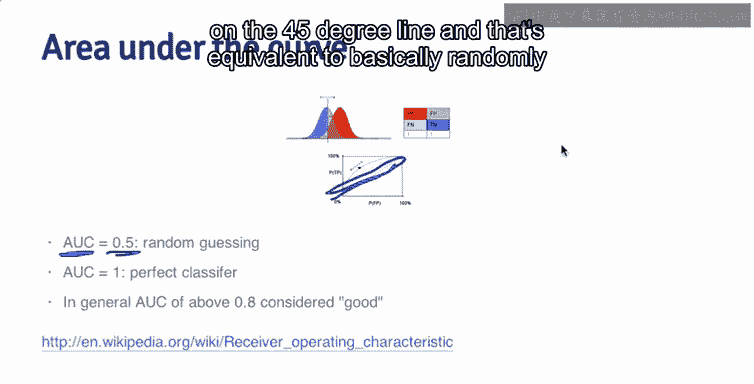 on the 45 degree line and that's
equivalent to basically randomly
Area under the curve
100%
P(TP)
0%
P(FP)
100%
· AUC = 0.5: random guessing
· AUC = 1: perfect classifer
· In general AUC of above 0.8 considered "good"
http://en.wikipedia.org/wiki/Receiver_operating_characteristic